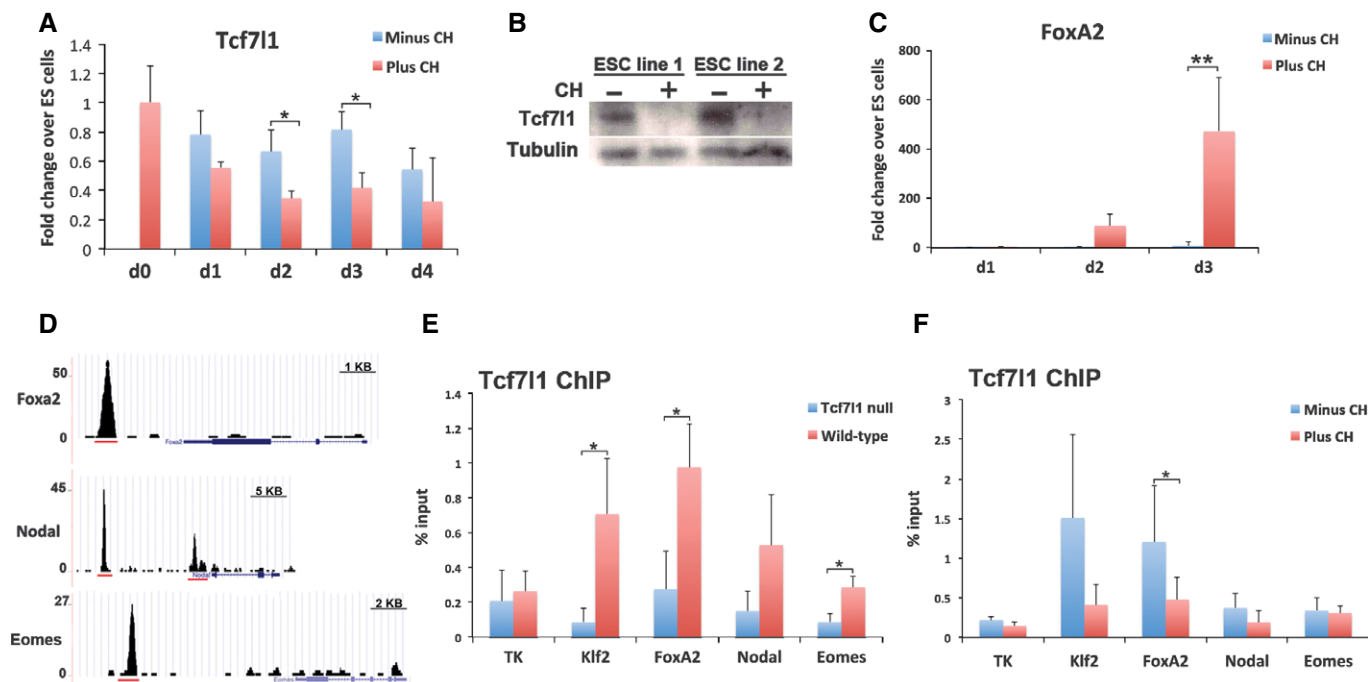 A
Tcf7l1
Minus CH
Plus CH
Fold change over ES cells
1.4
1.2
1
0.8
0.6
0.4
0.2
0
*
*
d0 d1 d2 d3 d4
B
ESC line 1 ESC line 2
CH − + − +
Tcf7l1
Tubulin
C
FoxA2
Minus CH
Plus CH
Fold change over ES cells
800
600
400
200
0
**
d1 d2 d3
D
50
1 KB
Foxa2
0
Foxa2
45
5 KB
Nodal
0
Nodal
27
2 KB
Eomes
0
Eomes
E
Tcf7l1 ChIP
Tcf7l1 null
Wild-type
% input
1.4
1.2
1
0.8
0.6
0.4
0.2
0
*
*
*
TK Klf2 FoxA2 Nodal Eomes
F
Tcf7l1 ChIP
Minus CH
Plus CH
% input
3
2.5
2
1.5
1
0.5
0
*
TK Klf2 FoxA2 Nodal Eomes